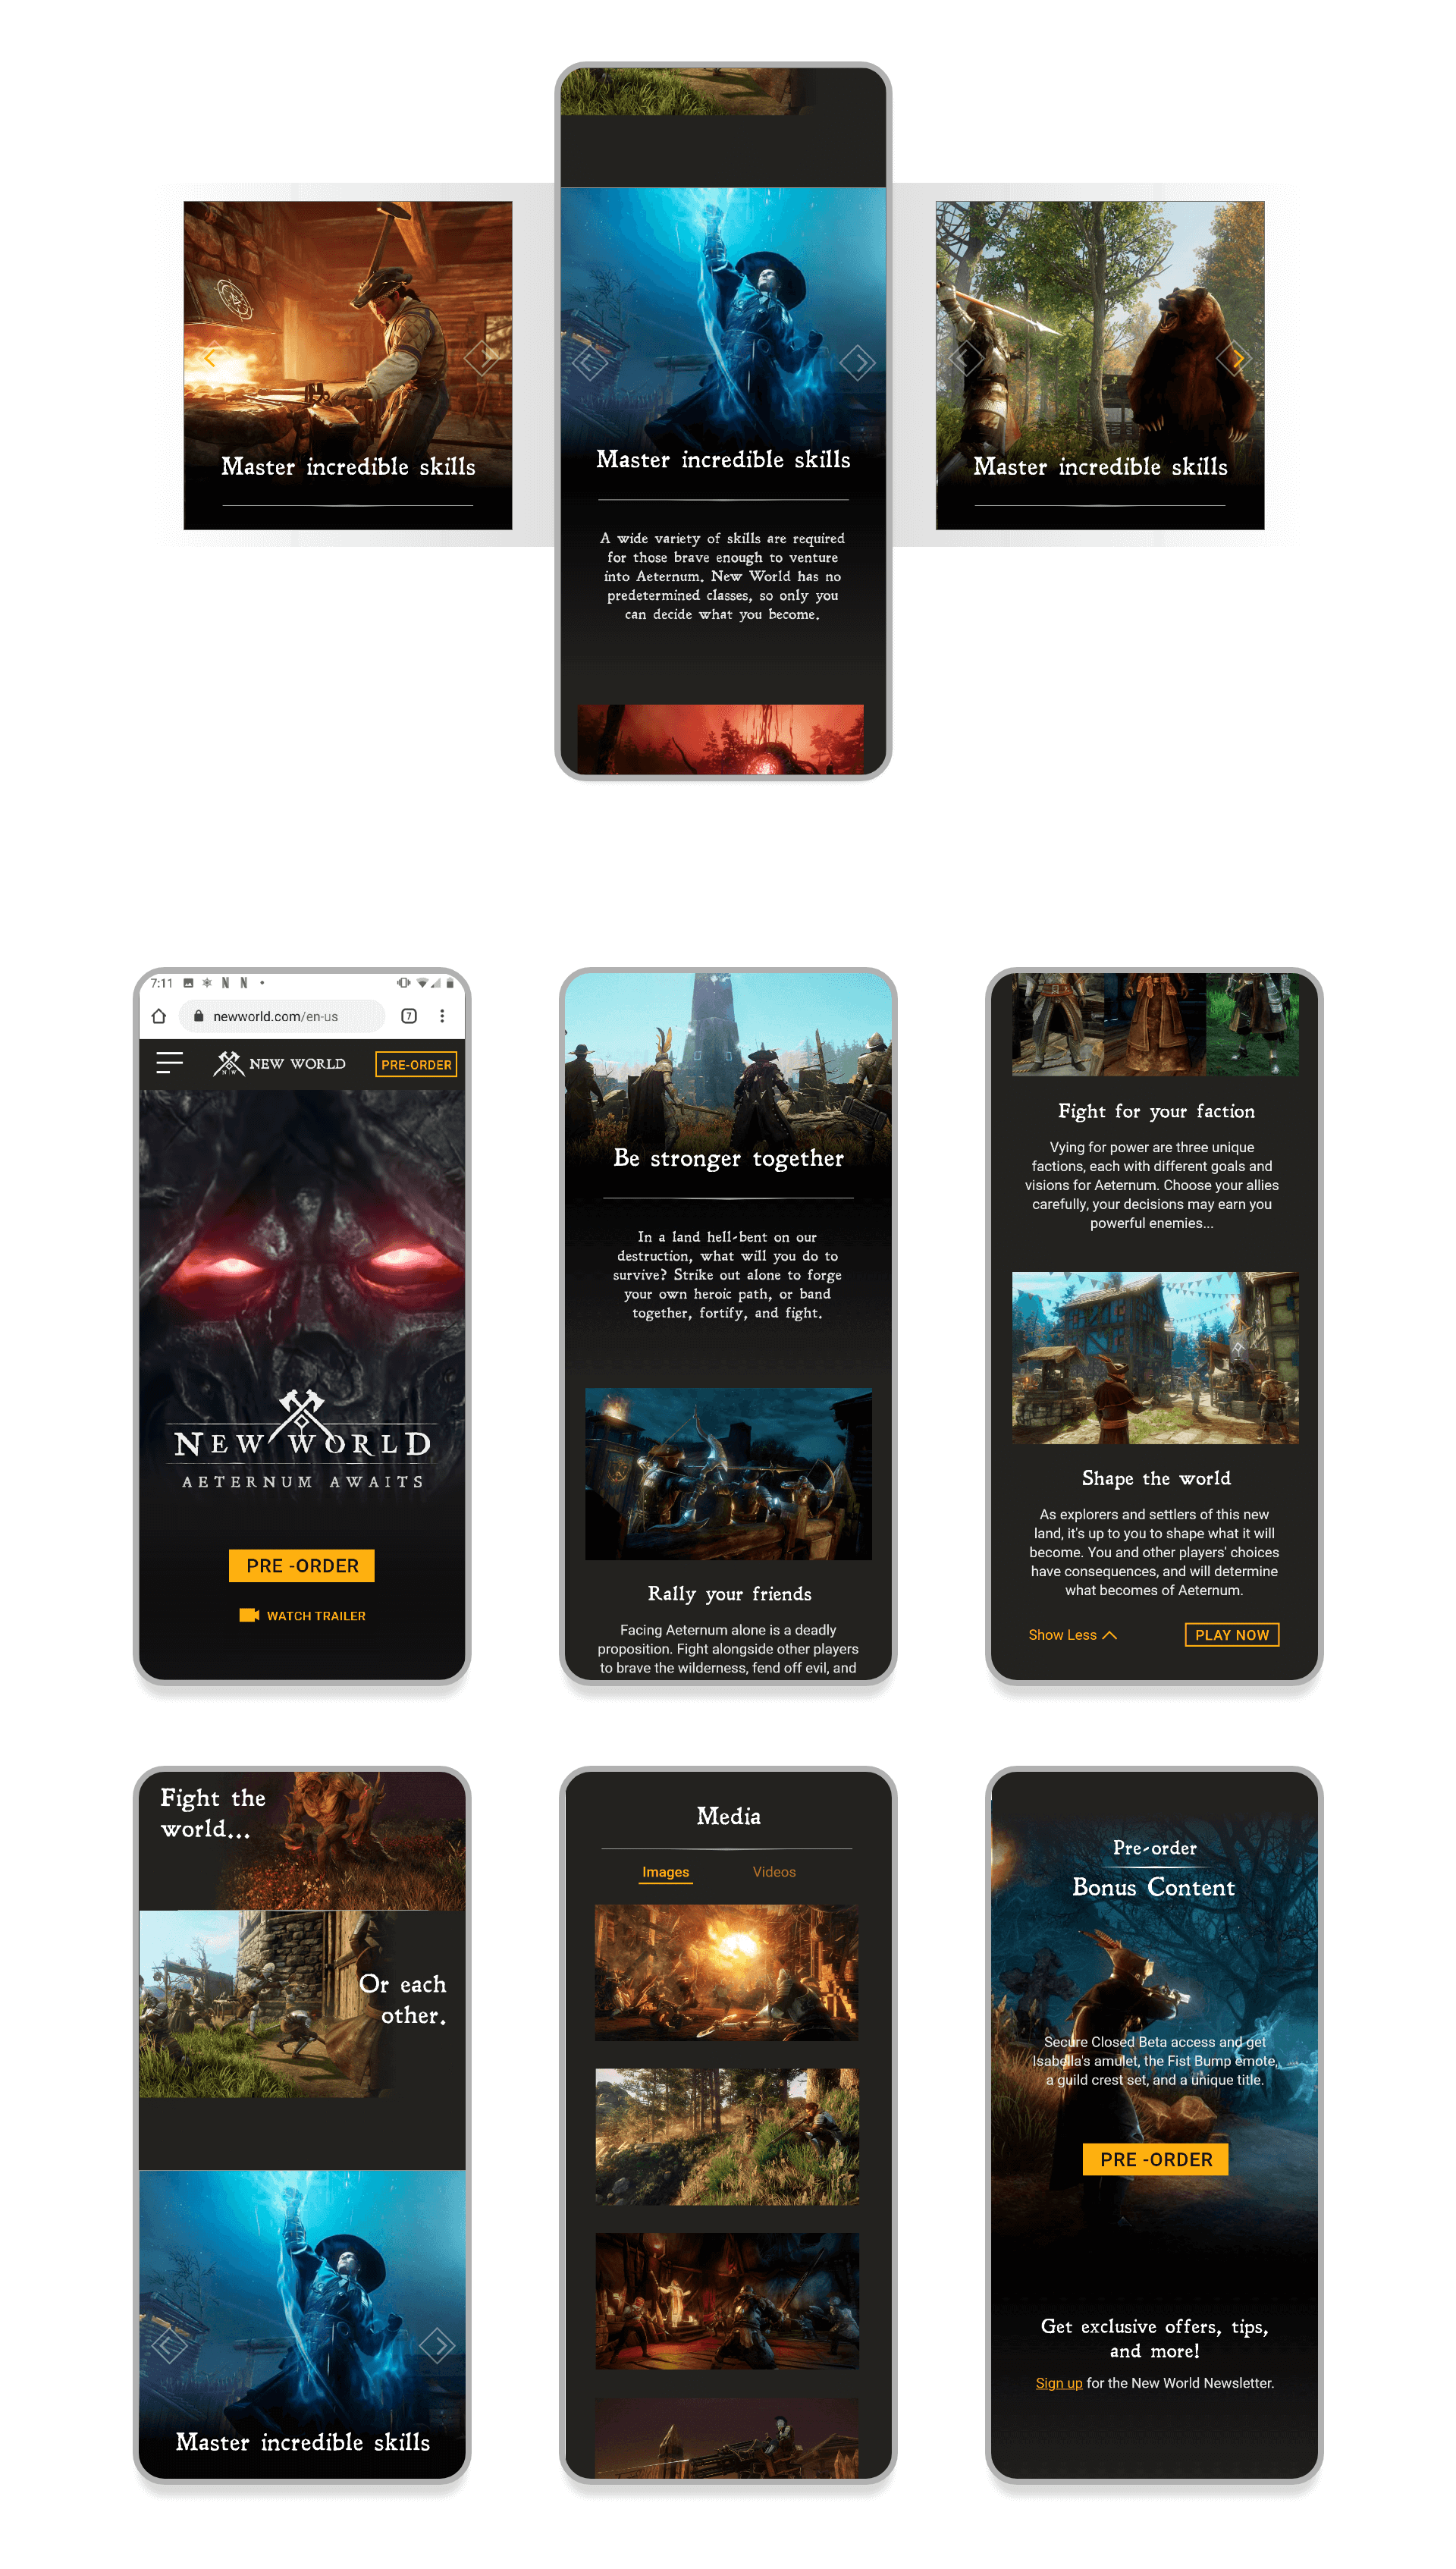 Master incredible skills
Master incredible skills
A wide variety of skills are required
for those brave enough to venture
into Aeternum. New World has no
predetermined classes, so only you
can decide what you become.
Master incredible skills
7:11
newworld.com/en-us
7
NEW WORLD
PRE-ORDER
NEW WORLD
AETERNUM AWAITS
PRE -ORDER
WATCH TRAILER
Be stronger together
In a land hell-bent on our
destruction, what will you do to
survive? Strike out alone to forge
your own heroic path, or band
together, fortify, and fight.
Rally your friends
Facing Aeternum alone is a deadly
proposition. Fight alongside other players
to brave the wilderness, fend off evil, and
Fight for your faction
Vying for power are three unique
factions, each with different goals and
visions for Aeternum. Choose your allies
carefully, your decisions may earn you
powerful enemies...
Shape the world
As explorers and settlers of this new
land, it's up to you to shape what it will
become. You and other players' choices
have consequences, and will determine
what becomes of Aeternum.
Show Less
PLAY NOW
Fight the
world...
Or each
other.
Master incredible skills
Media
Images Videos
Pre-order
Bonus Content
Secure Closed Beta access and get
Isabella's amulet, the Fist Bump emote,
a guild crest set, and a unique title.
PRE -ORDER
Get exclusive offers, tips,
and more!
Sign up for the New World Newsletter.